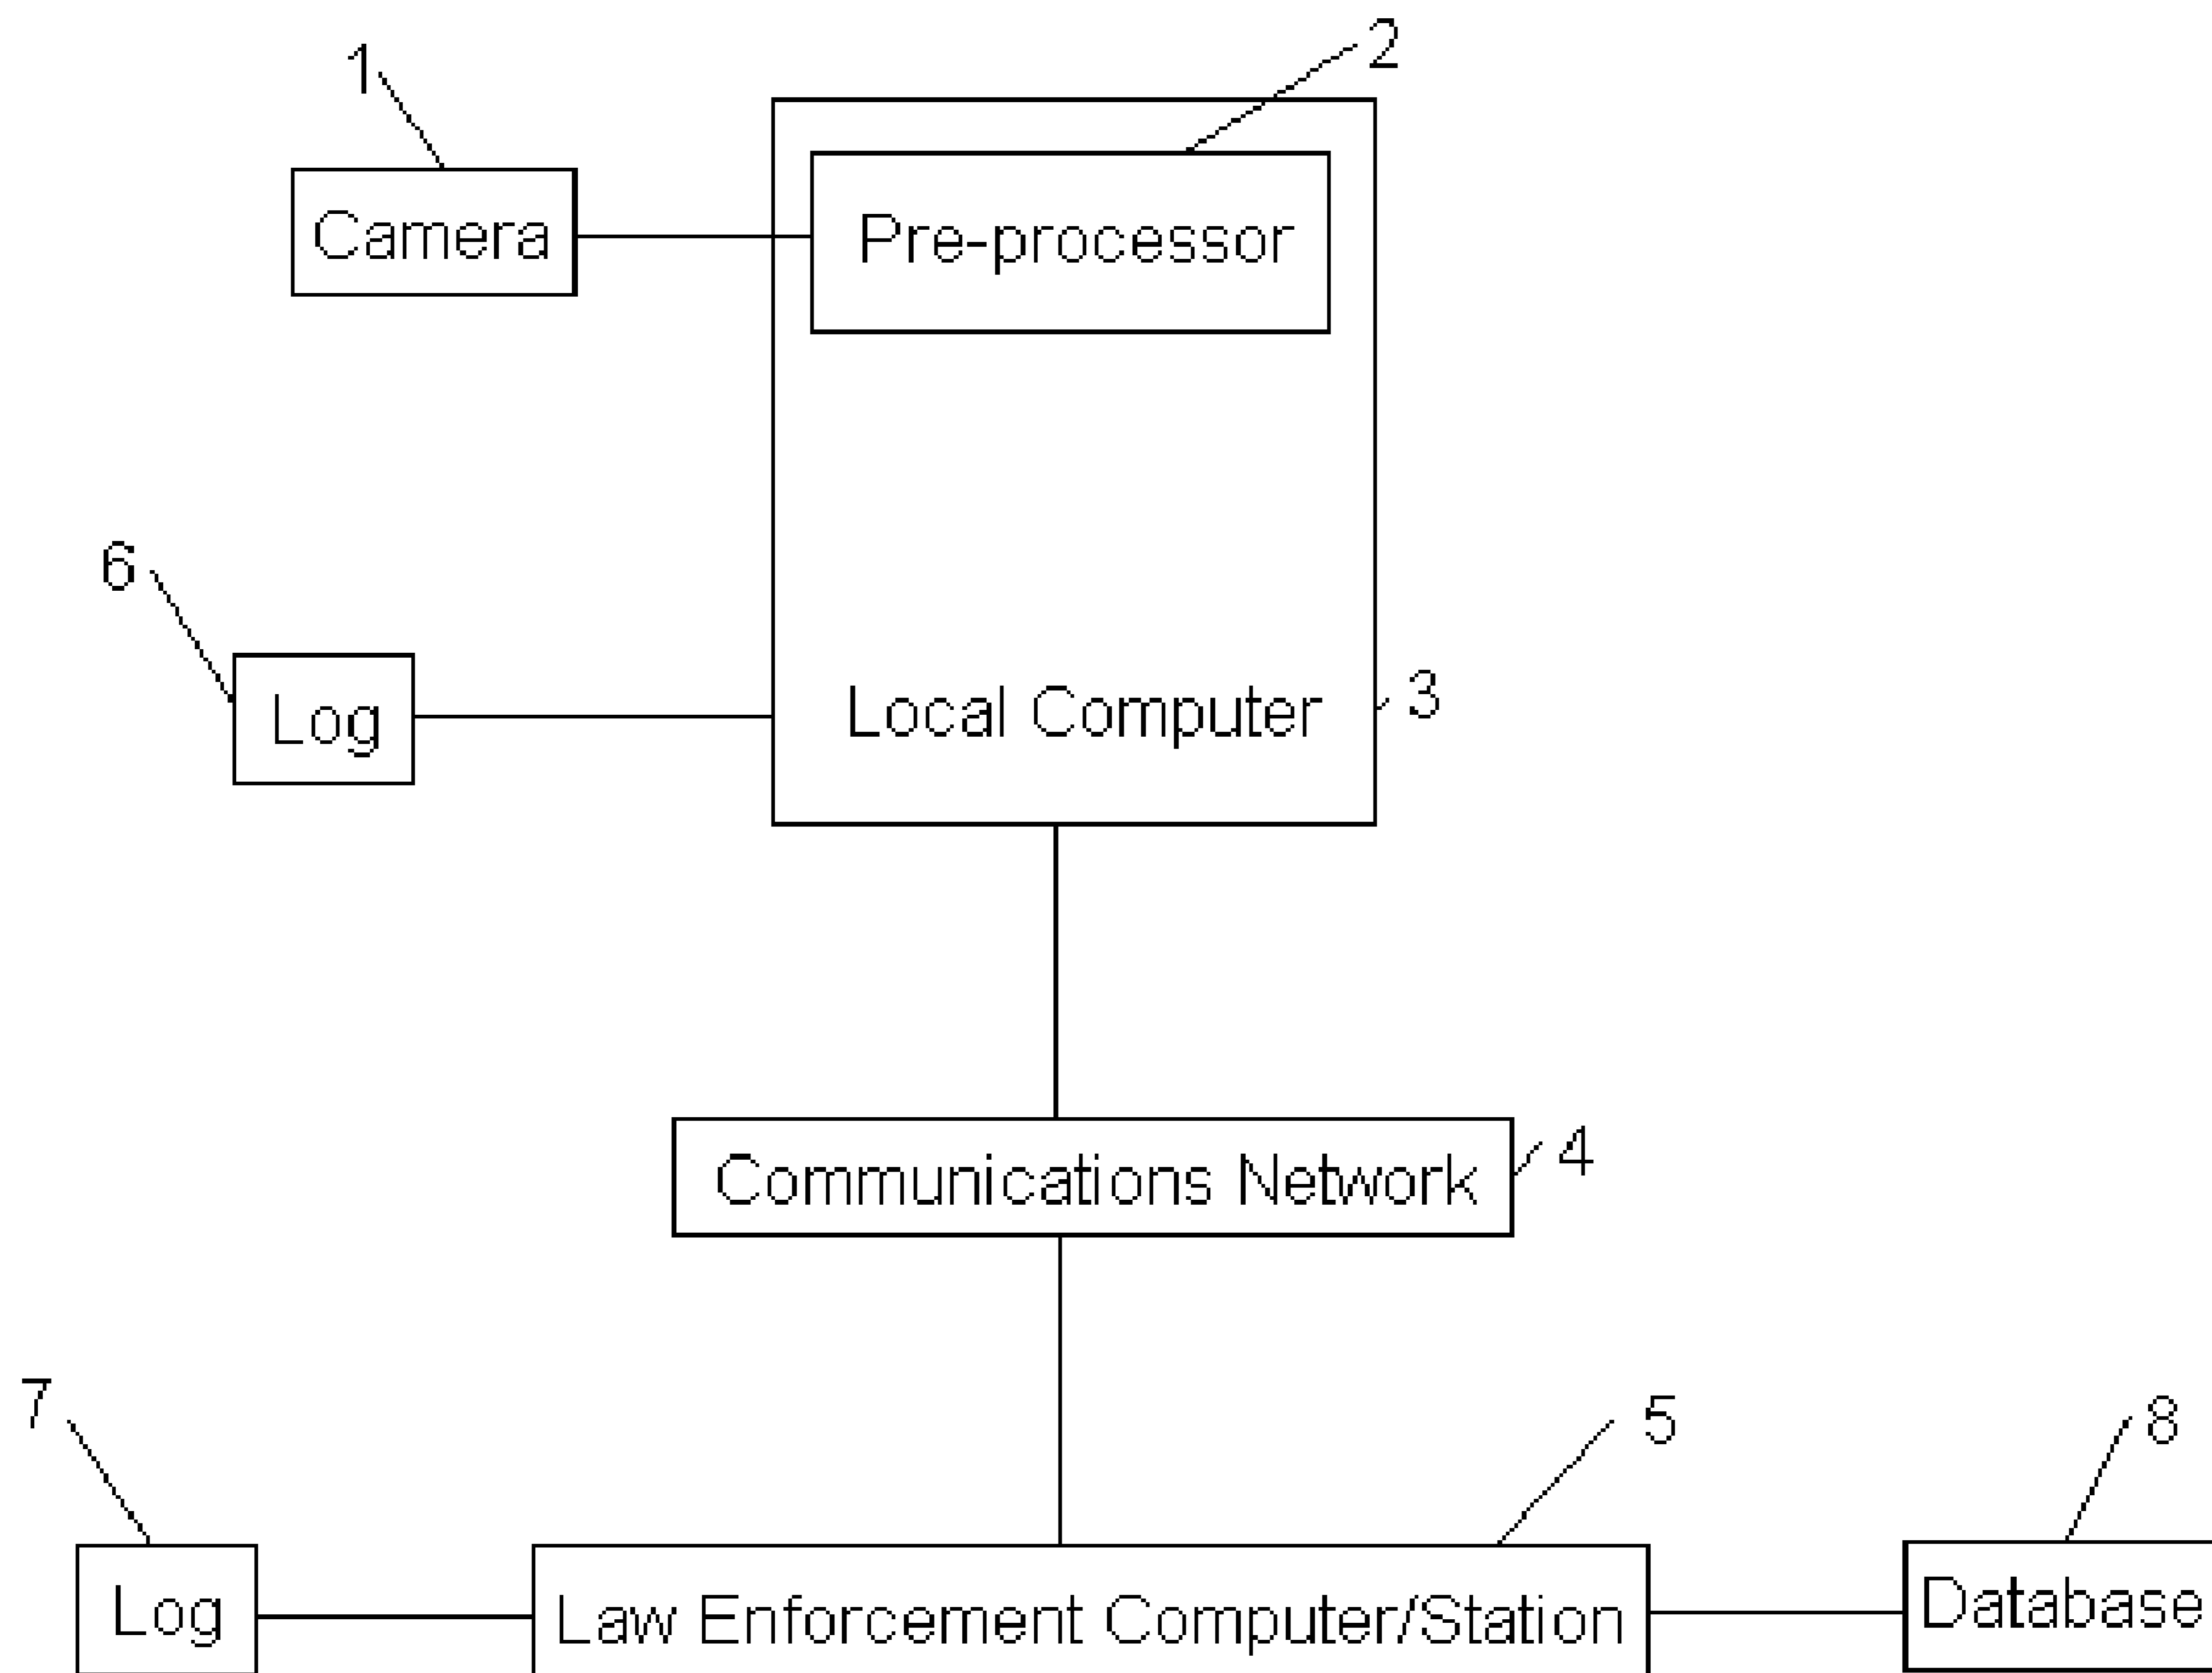 1
2
Camera
Pre-processor
6
Log
Local Computer
3
Communications Network
4
7
5
8
Log
Law Enforcement Computer/Station
Database